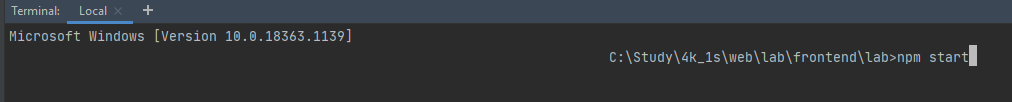 Terminal: Local × +
Microsoft Windows [Version 10.0.18363.1139]
C:\Study\4k_1s\web\lab\frontend\lab>npm start